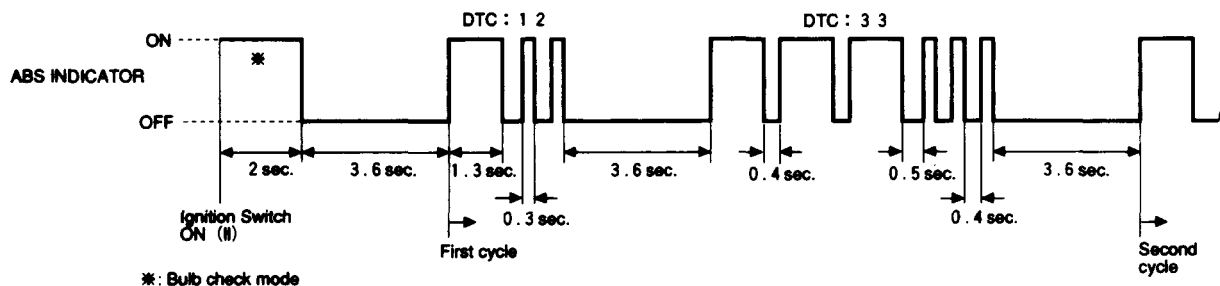 DTC : 1 2
DTC : 3 3
ON
ABS INDICATOR
※
OFF
2 sec.
3.6 sec.
1.3 sec.
3.6 sec.
0.4 sec.
0.5 sec.
3.6 sec.
0.3 sec.
0.4 sec.
Ignition Switch
ON (II)
First cycle
Second
cycle
※: Bulb check mode